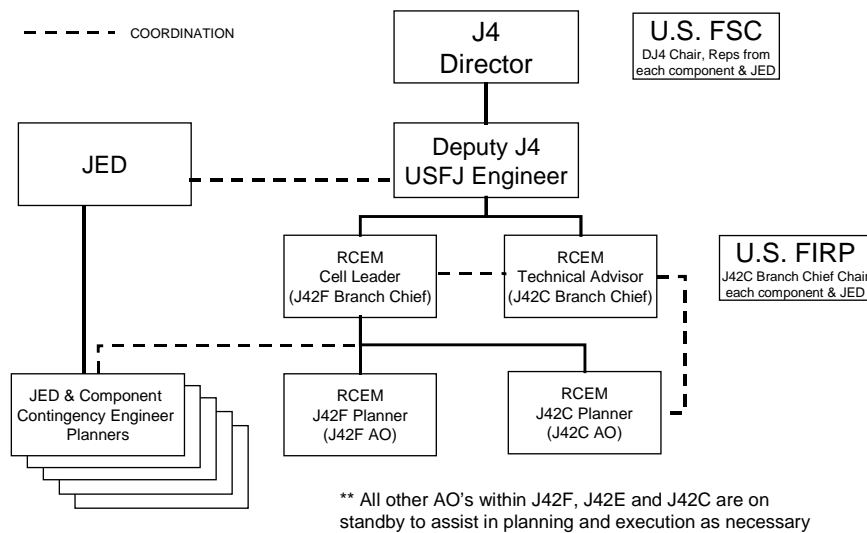 COORDINATION
J4
Director
U.S. FSC
DJ4 Chair, Reps from
each component & JED
JED
Deputy J4
USFJ Engineer
RCEM
Cell Leader
(J42F Branch Chief)
RCEM
Technical Advisor
(J42C Branch Chief)
U.S. FIRP
J42C Branch Chief Chair
each component & JED
JED & Component
Contingency Engineer
Planners
RCEM
J42F Planner
(J42F AO)
RCEM
J42C Planner
(J42C AO)
** All other AO's within J42F, J42E and J42C are on
standby to assist in planning and execution as necessary